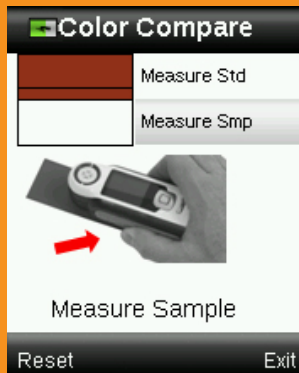 Color Compare
Measure Std
Measure Smp
Measure Sample
Reset Exit